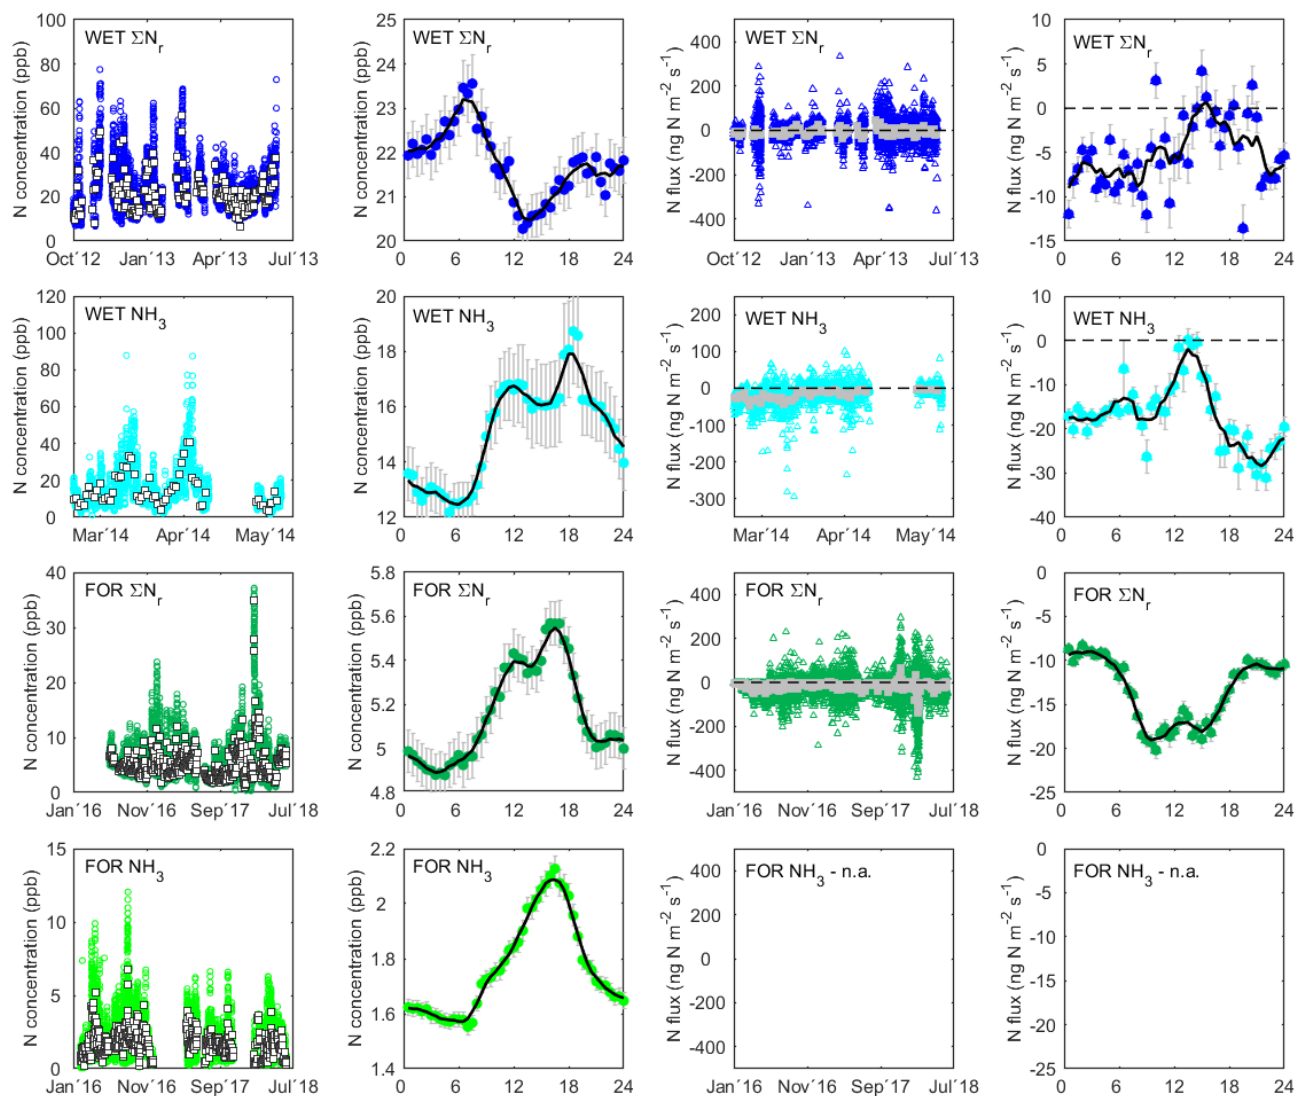 N concentration (ppb)
100
80
60
40
20
0
WET ΣNr
Oct´12 Jan´13 Apr´13 Jul´13
N concentration (ppb)
25
24
23
22
21
20
WET ΣNr
0 6 12 18 24
N flux (ng N m-2 s-1)
400
200
0
-200
-400
WET ΣNr
Oct´12 Jan´13 Apr´13 Jul´13
N flux (ng N m-2 s-1)
10
5
0
-5
-10
-15
WET ΣNr
0 6 12 18 24
N concentration (ppb)
120
100
80
60
40
20
0
WET NH3
Mar´14 Apr´14 May´14
N concentration (ppb)
20
18
16
14
12
WET NH3
0 6 12 18 24
N flux (ng N m-2 s-1)
200
100
0
-100
-200
-300
WET NH3
Mar´14 Apr´14 May´14
N flux (ng N m-2 s-1)
10
0
-10
-20
-30
-40
WET NH3
0 6 12 18 24
N concentration (ppb)
40
30
20
10
0
FOR ΣNr
Jan´16 Nov´16 Sep´17 Jul´18
N concentration (ppb)
5.8
5.6
5.4
5.2
5
4.8
FOR ΣNr
0 6 12 18 24
N flux (ng N m-2 s-1)
500
400
200
0
-200
-400
FOR ΣNr
Jan´16 Nov´16 Sep´17 Jul´18
N flux (ng N m-2 s-1)
0
-5
-10
-15
-20
-25
FOR ΣNr
0 6 12 18 24
N concentration (ppb)
15
10
5
0
FOR NH3
Jan´16 Nov´16 Sep´17 Jul´18
N concentration (ppb)
2.2
2
1.8
1.6
1.4
FOR NH3
0 6 12 18 24
N flux (ng N m-2 s-1)
500
400
200
0
-200
-400
FOR NH3 - n.a.
Jan´16 Nov´16 Sep´17 Jul´18
N flux (ng N m-2 s-1)
0
-5
-10
-15
-20
-25
FOR NH3 - n.a.
0 6 12 18 24